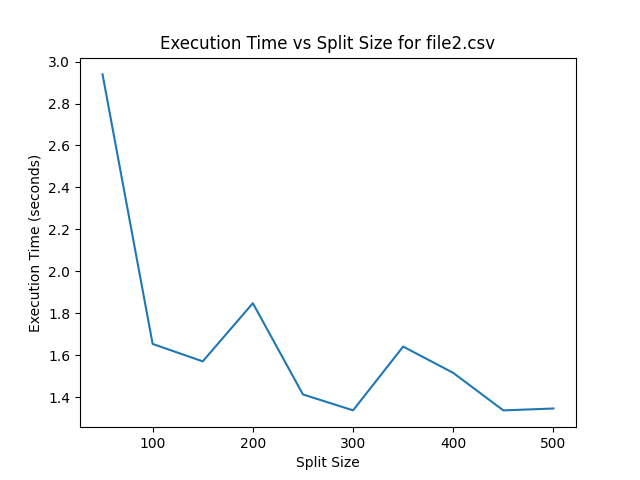 Execution Time vs Split Size for file2.csv
3.0
2.8
2.6
2.4
2.2
2.0
1.8
1.6
1.4
Execution Time (seconds)
100 200 300 400 500
Split Size